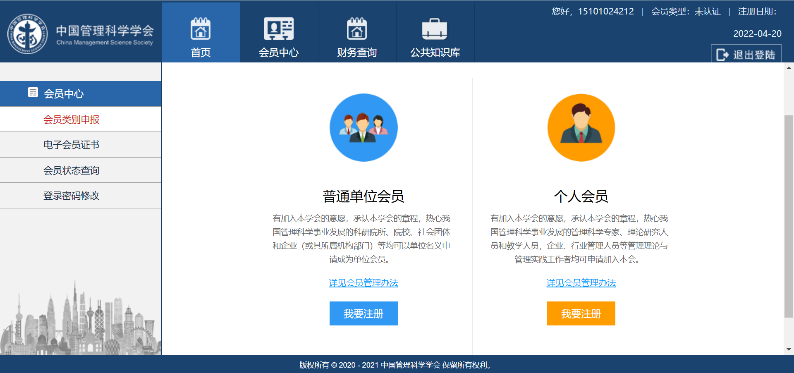 中国管理科学学会
China Management Science Society
首页
会员中心
财务查询
公共知识库
您好，15101024212 | 会员类型：未认证 | 注册日期：
2022-04-20
退出登陆
会员中心
会员类别申报
电子会员证书
会员状态查询
登录密码修改
普通单位会员
有加入本学会的意愿，承认本学会的章程，热心我
国管理科学事业发展的科研院所、院校、社会团体
和企业（或其所属机构部门）等均可以单位名义申
请成为单位会员。
详见会员管理办法
我要注册
个人会员
有加入本学会的意愿，承认本学会的章程，热心我
国管理科学事业发展的管理科学专家、理论研究人
员和教学人员，企业、行业管理人员等管理理论与
管理实践工作者均可申请加入本会。
详见会员管理办法
我要注册
版权所有 © 2020 - 2021 中国管理科学学会 保留所有权利。